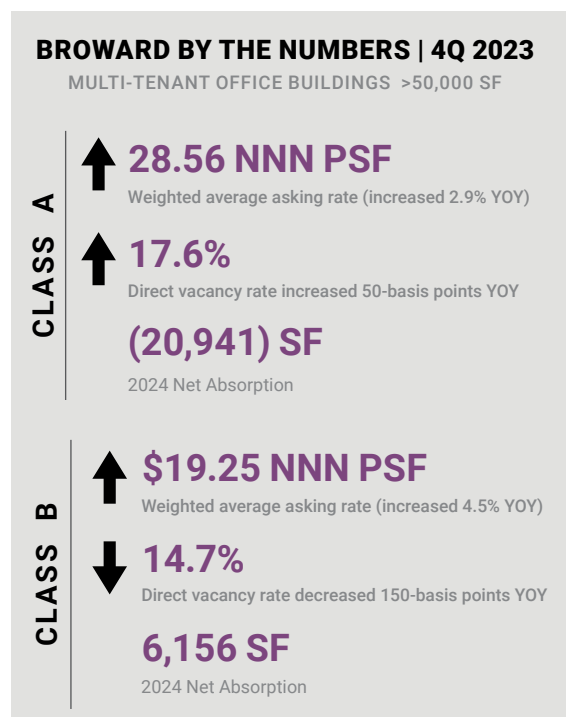 BROWARD BY THE NUMBERS | 4Q 2023
MULTI-TENANT OFFICE BUILDINGS >50,000 SF
CLASS A
28.56 NNN PSF
Weighted average asking rate (increased 2.9% YOY)
17.6%
Direct vacancy rate increased 50-basis points YOY
(20,941) SF
2024 Net Absorption
CLASS B
$19.25 NNN PSF
Weighted average asking rate (increased 4.5% YOY)
14.7%
Direct vacancy rate decreased 150-basis points YOY
6,156 SF
2024 Net Absorption